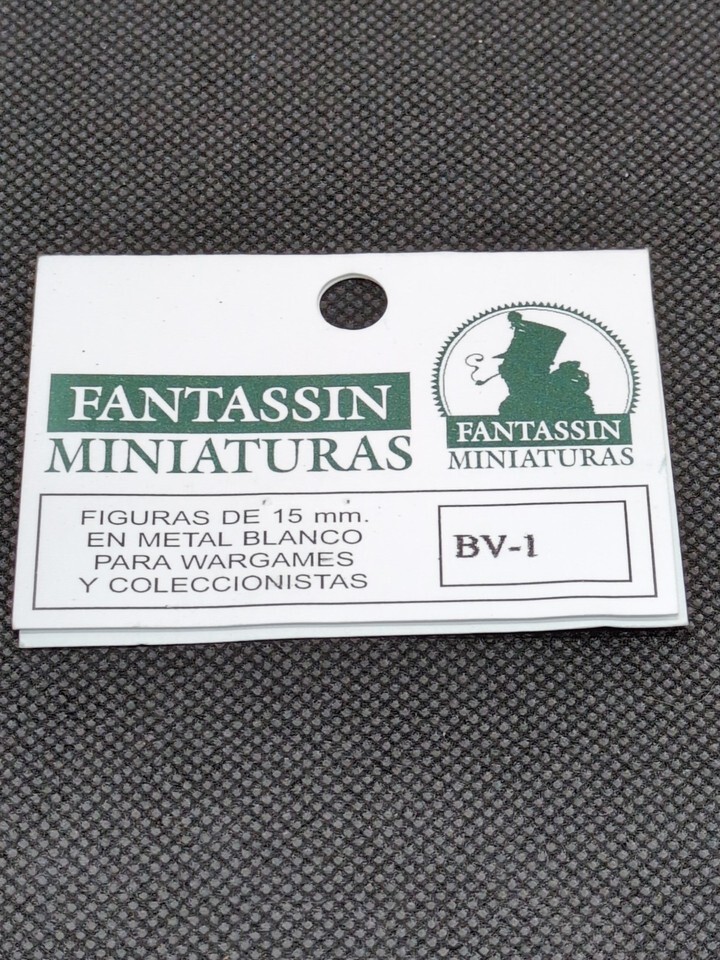 FANTASSIN
MINIATURAS
FANTASSIN
MINIATURAS
FIGURAS DE 15 mm.
EN METAL BLANCO
PARA WARGAMES
Y COLECCIONISTAS
BV-1